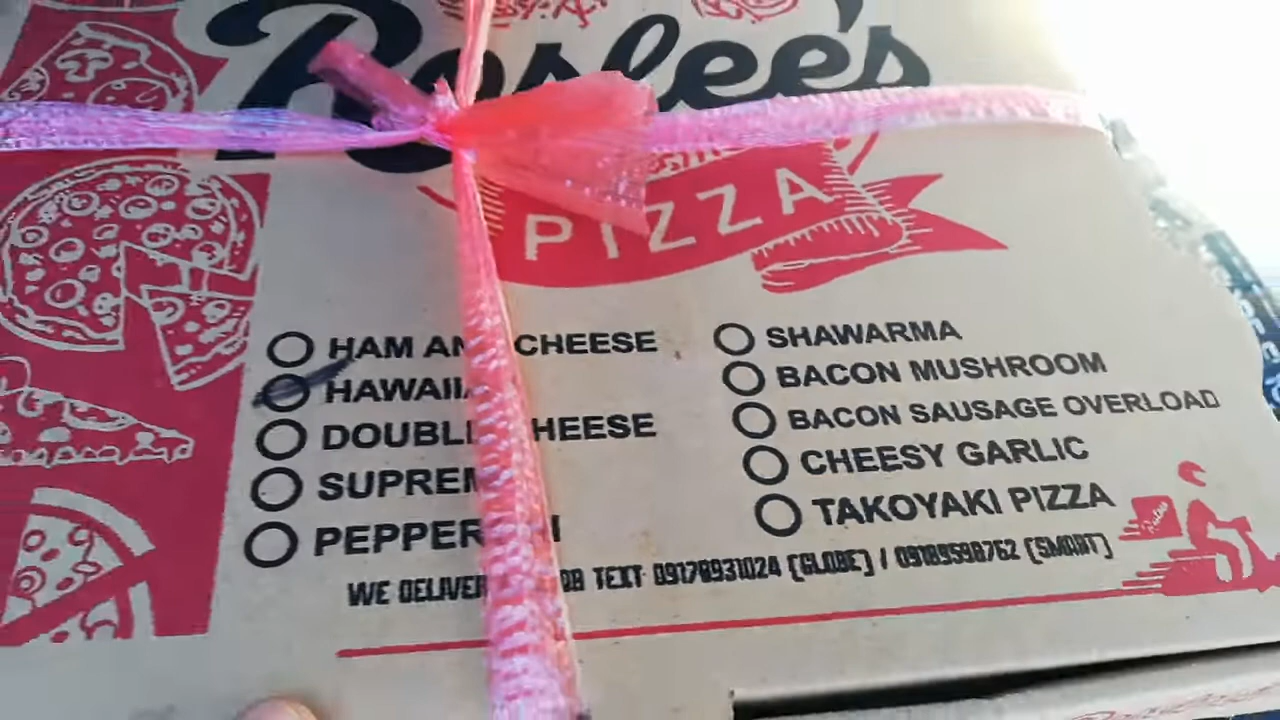 PIZZA
HAM AN CHEESE
HAWAII
DOUBL HEESE
SUPREM
PEPPER I
SHAWARMA
BACON MUSHROOM
BACON SAUSAGE OVERLOAD
CHEESY GARLIC
TAKOYAKI PIZZA
WE DELIVER OR TEXT 09178931024 (GLOBE) / 09189598762 (SMART)